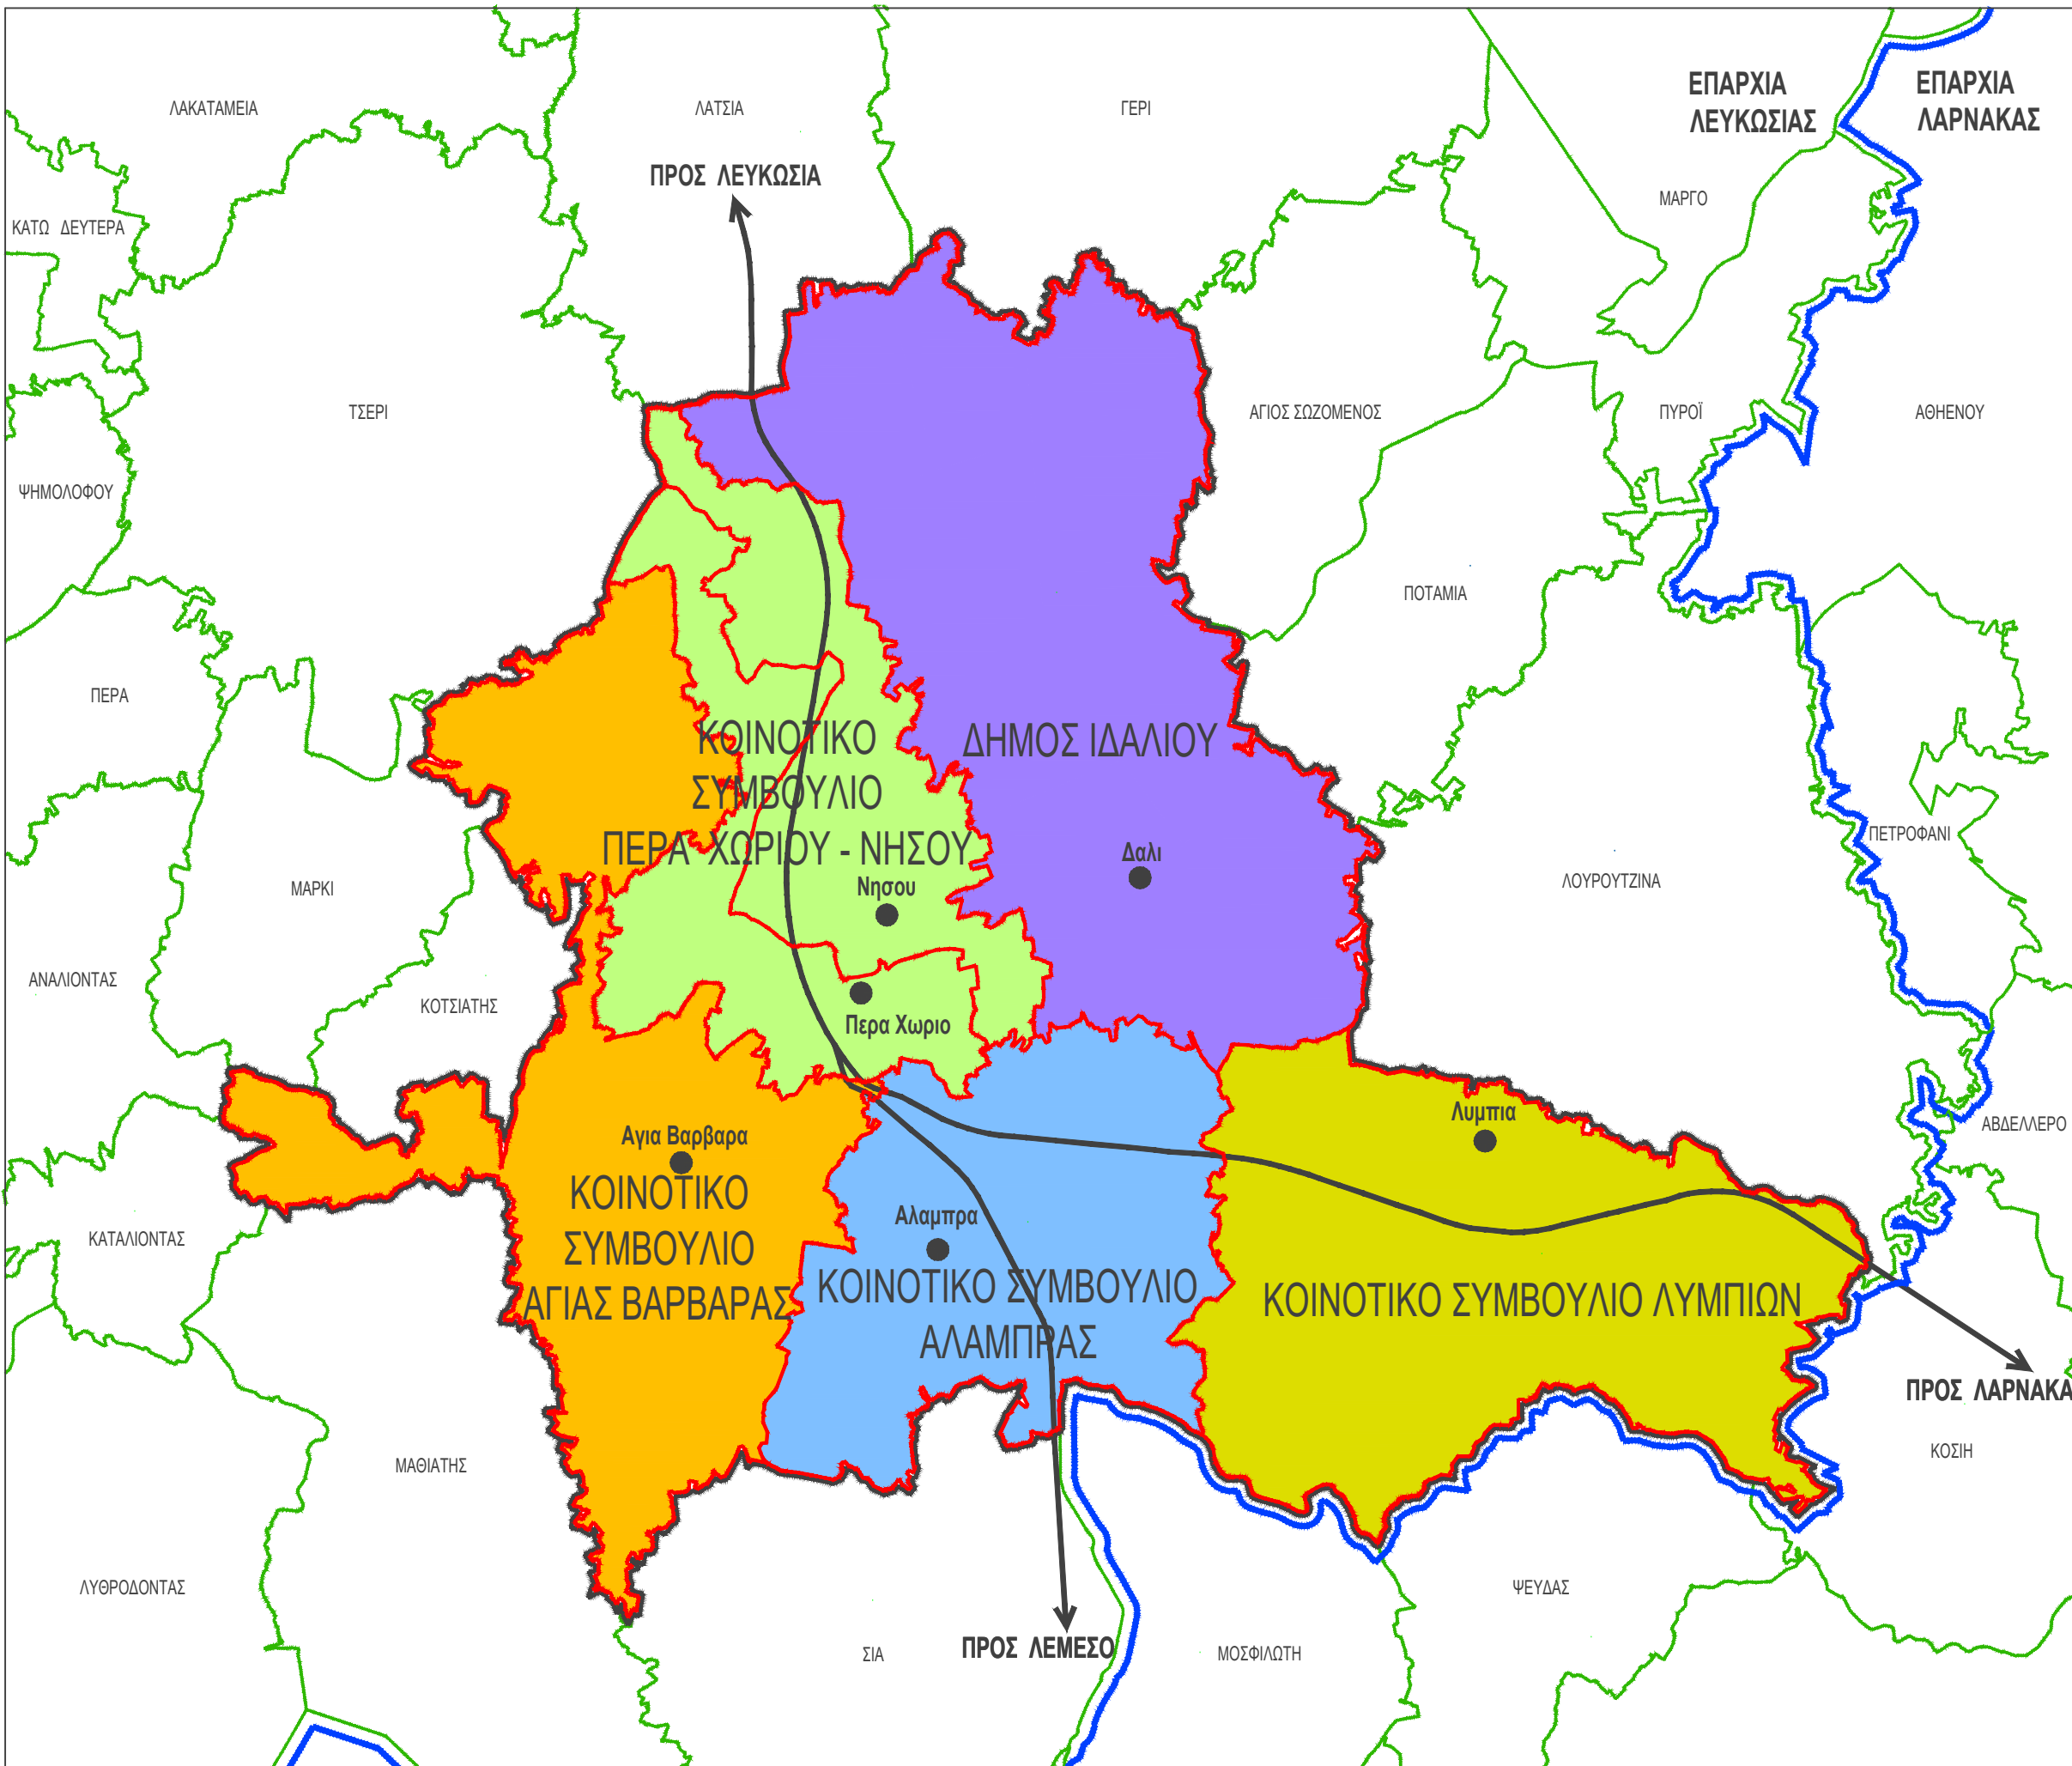 ΕΠΑΡΧΙΑ
ΛΕΥΚΩΣΙΑΣ
ΕΠΑΡΧΙΑ
ΛΑΡΝΑΚΑΣ
ΛΑΚΑΤΑΜΕΙΑ
ΛΑΤΣΙΑ
ΓΕΡΙ
ΠΡΟΣ ΛΕΥΚΩΣΙΑ
ΜΑΡΓΟ
ΚΑΤΩ ΔΕΥΤΕΡΑ
ΤΣΕΡΙ
ΑΓΙΟΣ ΣΩΖΟΜΕΝΟΣ
ΠΥΡΟΪ
ΑΘΗΕΝΟΥ
ΨΗΜΟΛΟΦΟΥ
ΠΟΤΑΜΙΑ
ΠΕΡΑ
ΚΟΙΝΟΤΙΚΟ
ΣΥΜΒΟΥΛΙΟ
ΠΕΡΑ ΧΩΡΙΟΥ - ΝΗΣΟΥ
ΔΗΜΟΣ ΙΔΑΛΙΟΥ
ΠΕΤΡΟΦΑΝΙ
Δαλι
Νησου
ΜΑΡΚΙ
ΛΟΥΡΟΥΤΖΙΝΑ
ΑΝΑΛΙΟΝΤΑΣ
ΚΟΤΣΙΑΤΗΣ
Περα Χωριο
Λυμπια
ΑΒΔΕΛΛΕΡΟ
Αγια Βαρβαρα
ΚΟΙΝΟΤΙΚΟ
ΣΥΜΒΟΥΛΙΟ
ΑΓΙΑΣ ΒΑΡΒΑΡΑΣ
Αλαμπρα
ΚΟΙΝΟΤΙΚΟ ΣΥΜΒΟΥΛΙΟ
ΑΛΑΜΠΡΑΣ
ΚΟΙΝΟΤΙΚΟ ΣΥΜΒΟΥΛΙΟ ΛΥΜΠΙΩΝ
ΚΑΤΑΛΙΟΝΤΑΣ
ΠΡΟΣ ΛΑΡΝΑΚΑ
ΚΟΣΙΗ
ΜΑΘΙΑΤΗΣ
ΛΥΘΡΟΔΟΝΤΑΣ
ΨΕΥΔΑΣ
ΣΙΑ
ΠΡΟΣ ΛΕΜΕΣΟ
ΜΟΣΦΙΛΩΤΗ